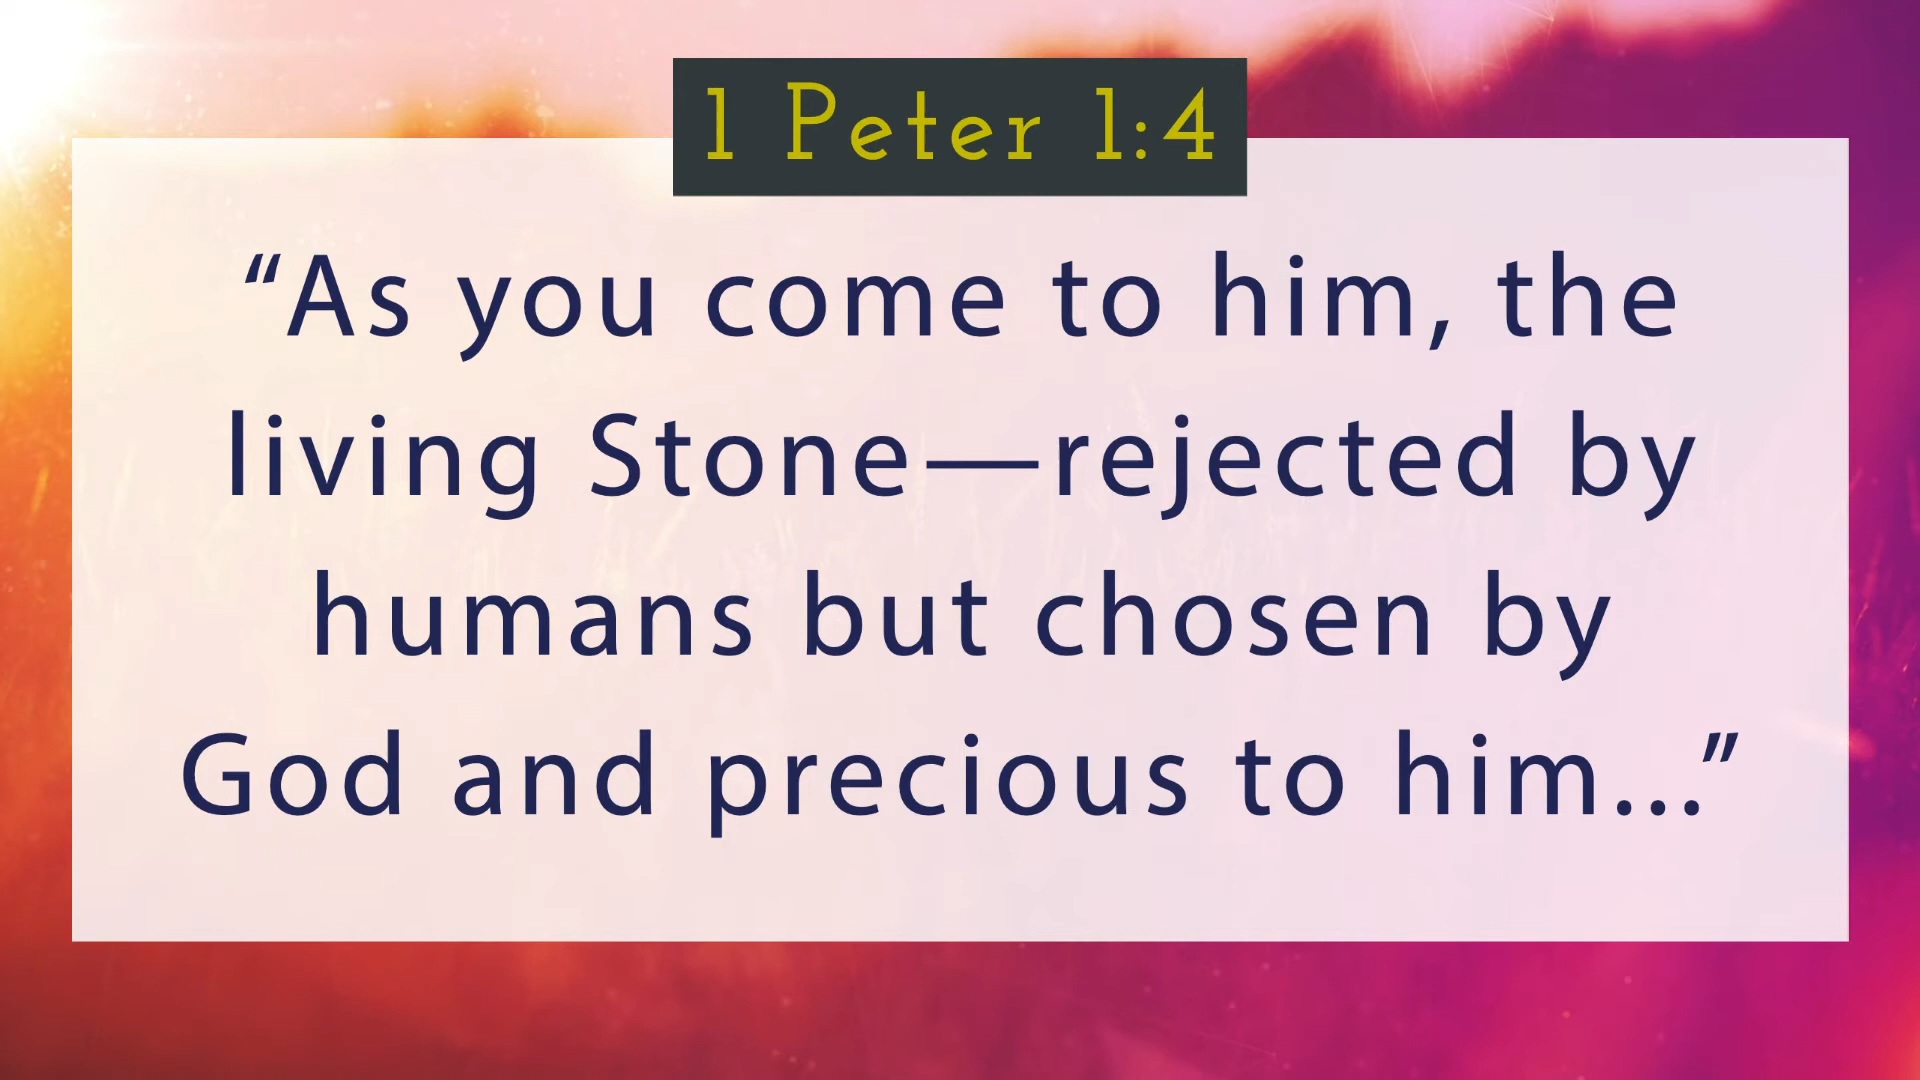 1 Peter 1:4
“As you come to him, the
living Stone—rejected by
humans but chosen by
God and precious to him...”